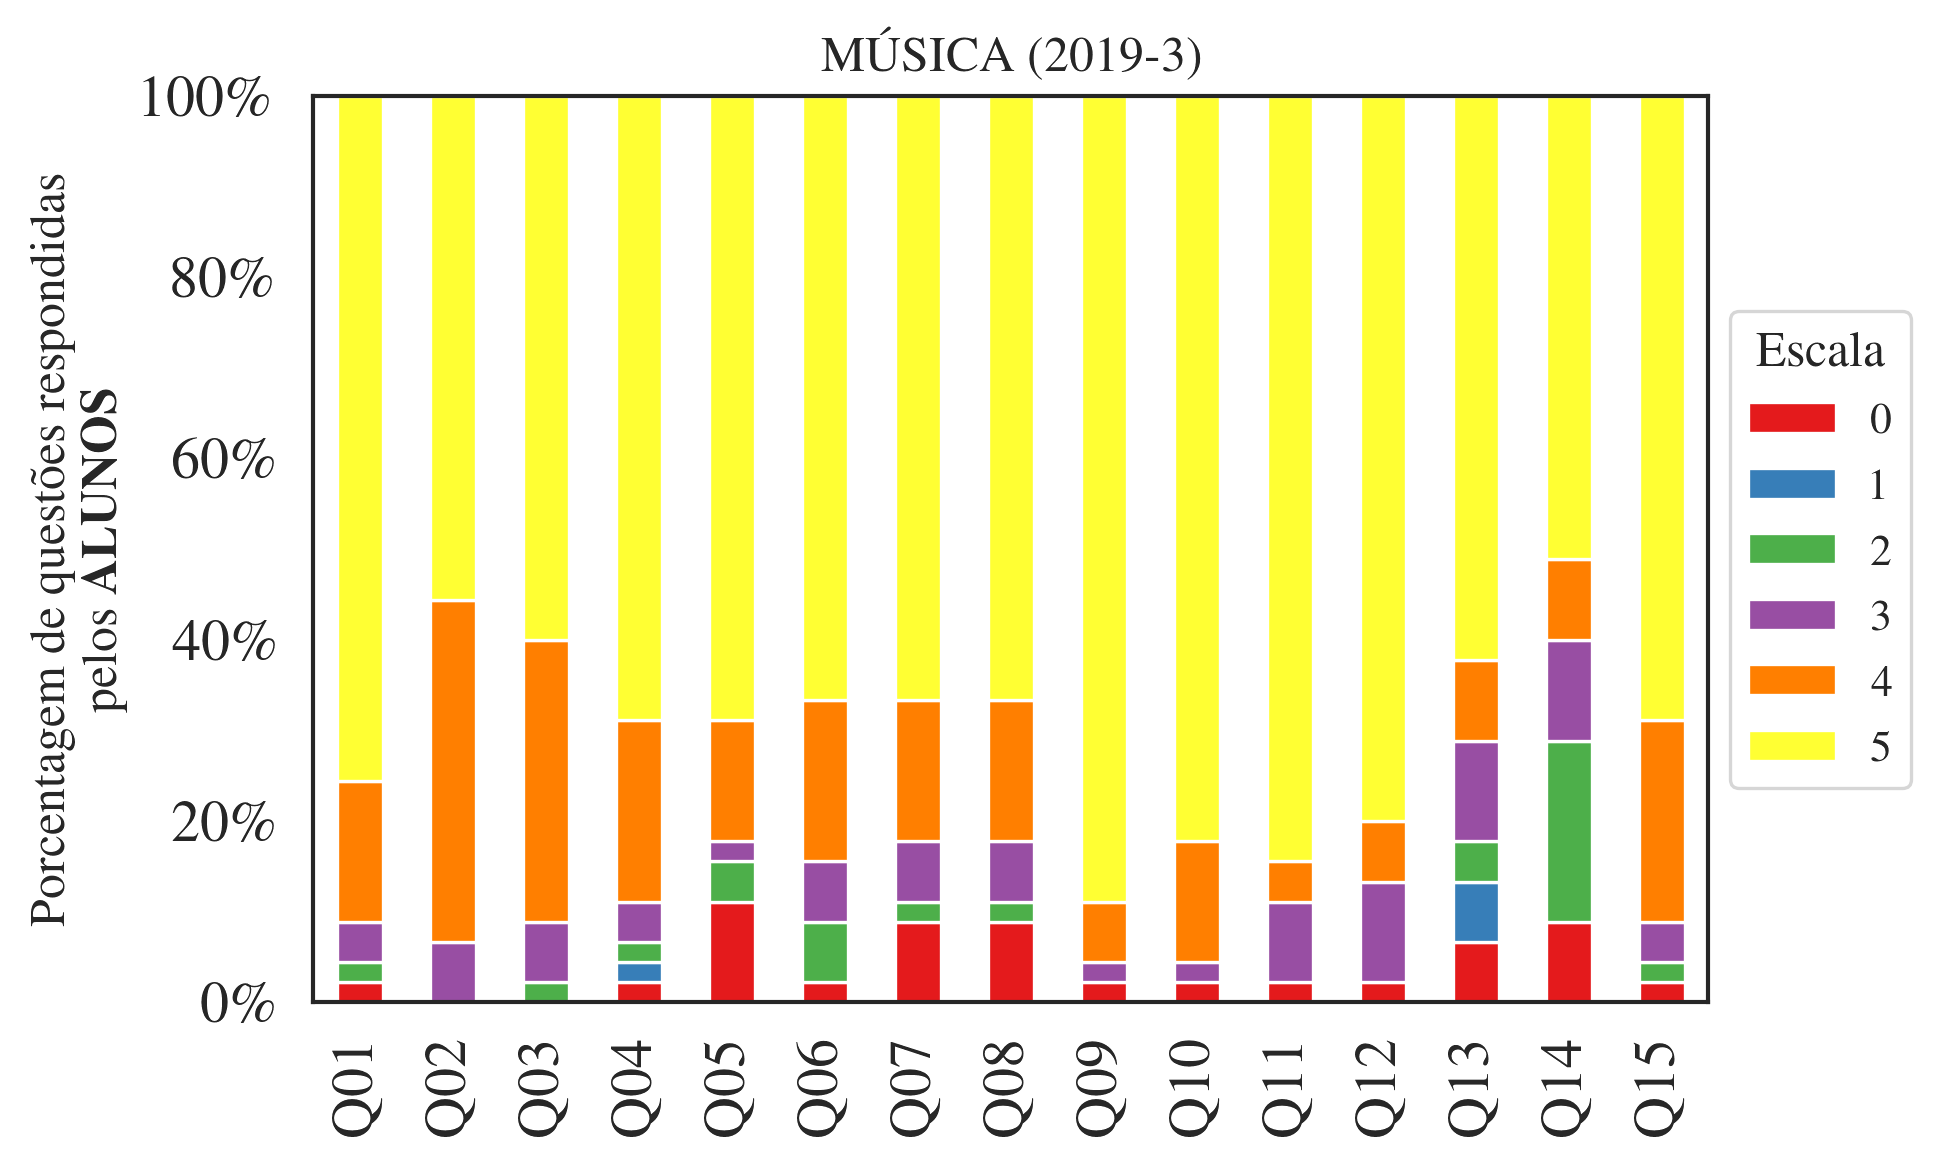 MÚSICA (2019-3)
Porcentagem de questões respondidas
pelos ALUNOS
100%
80%
60%
40%
20%
0%
Q01
Q02
Q03
Q04
Q05
Q06
Q07
Q08
Q09
Q10
Q11
Q12
Q13
Q14
Q15
Escala
0
1
2
3
4
5